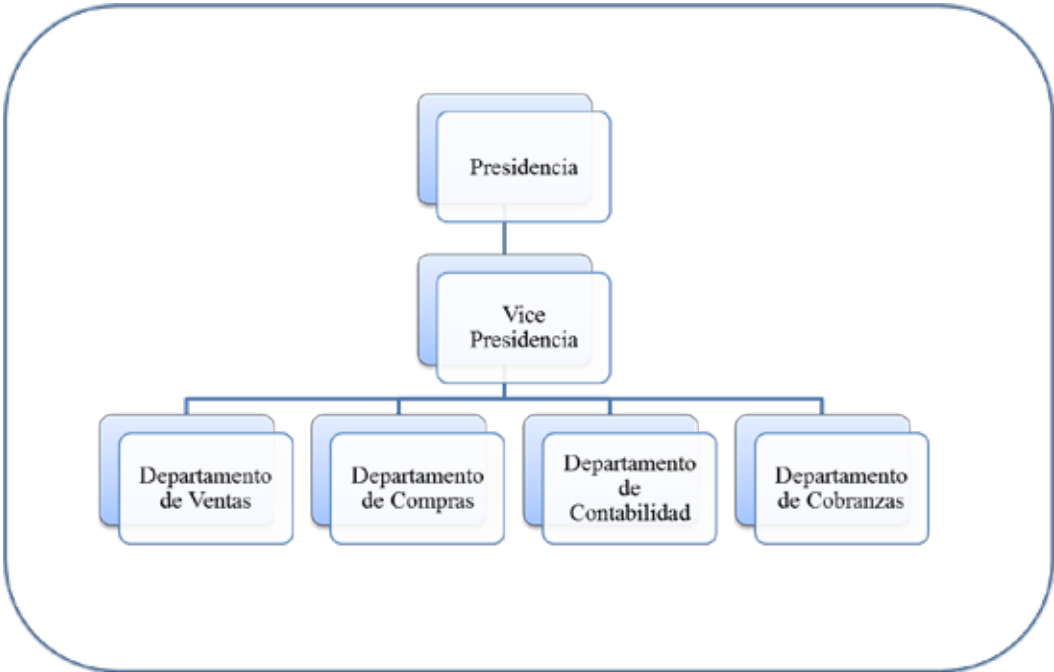 Presidencia
Vice
Presidencia
Departamento
de Ventas
Departamento
de Compras
Departamento
de
Contabilidad
Departamento
de Cobranzas